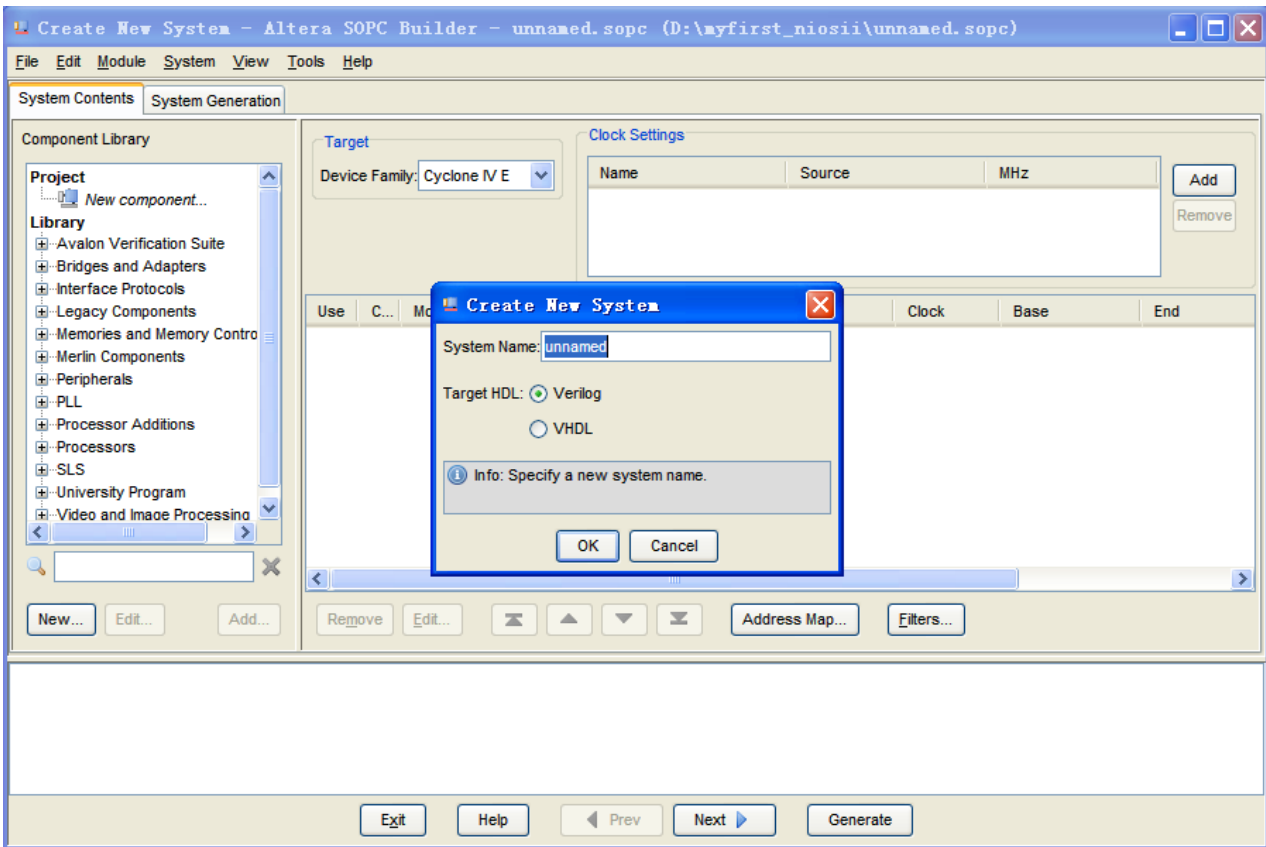 Create New System - Altera SOPC Builder - unnamed.sopc (D:\myfirst_niosii\unnamed.sopc)
File Edit Module System View Tools Help
System Contents System Generation
Component Library
Project
New component...
Library
Avalon Verification Suite
Bridges and Adapters
Interface Protocols
Legacy Components
Memories and Memory Contro
Merlin Components
Peripherals
PLL
Processor Additions
Processors
SLS
University Program
Video and Image Processing
New... Edit... Add...
Target
Device Family: Cyclone IV E
Clock Settings
Name Source MHz
Add
Remove
Use C... Mo Clock Base End
Create New System
System Name: unnamed
Target HDL: Verilog
VHDL
Info: Specify a new system name.
OK Cancel
Remove Edit... Address Map... Filters...
Exit Help Prev Next Generate